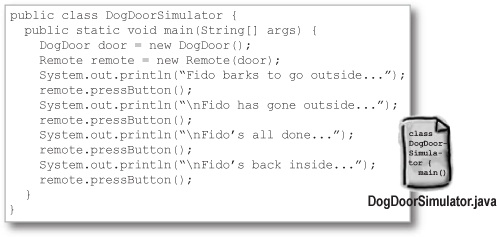 public class DogDoorSimulator {
  public static void main(String[] args) {
    DogDoor door = new DogDoor();
    Remote remote = new Remote(door);
    System.out.println(“Fido barks to go outside...”);
    remote.pressButton();
    System.out.println(“\nFido has gone outside...”);
    remote.pressButton();
    System.out.println(“\nFido’s all done...”);
    remote.pressButton();
    System.out.println(“\nFido’s back inside...”);
    remote.pressButton();
  }
}
class
DogDoor-
Simula-
tor {
main()
DogDoorSimulator.java